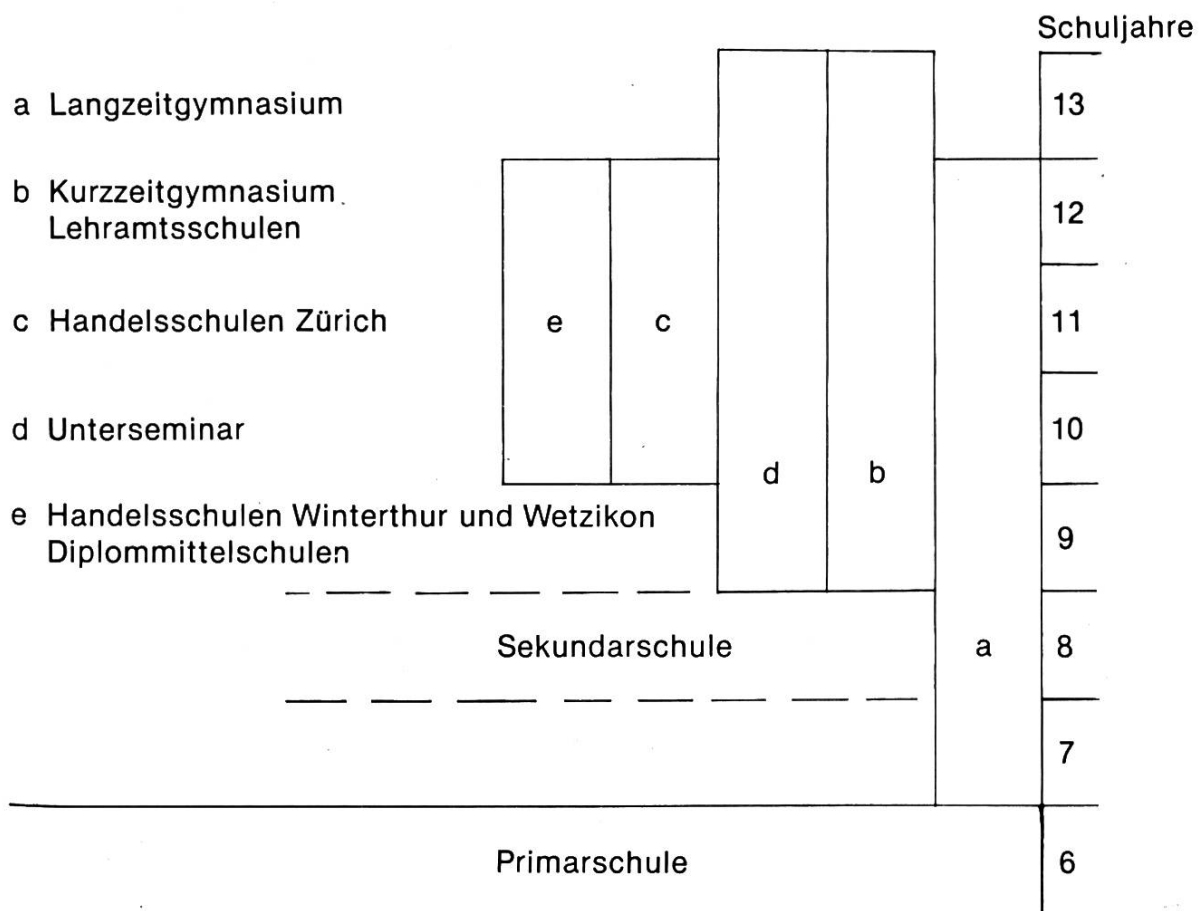 Schuljahre
a Langzeitgymnasium
b Kurzzeitgymnasium
Lehramtsschulen
c Handelsschulen Zürich
d Unterseminar
e Handelsschulen Winterthur und Wetzikon
Diplommittelschulen
e
c
d
b
a
Sekundarschule
Primarschule
13
12
11
10
9
8
7
6